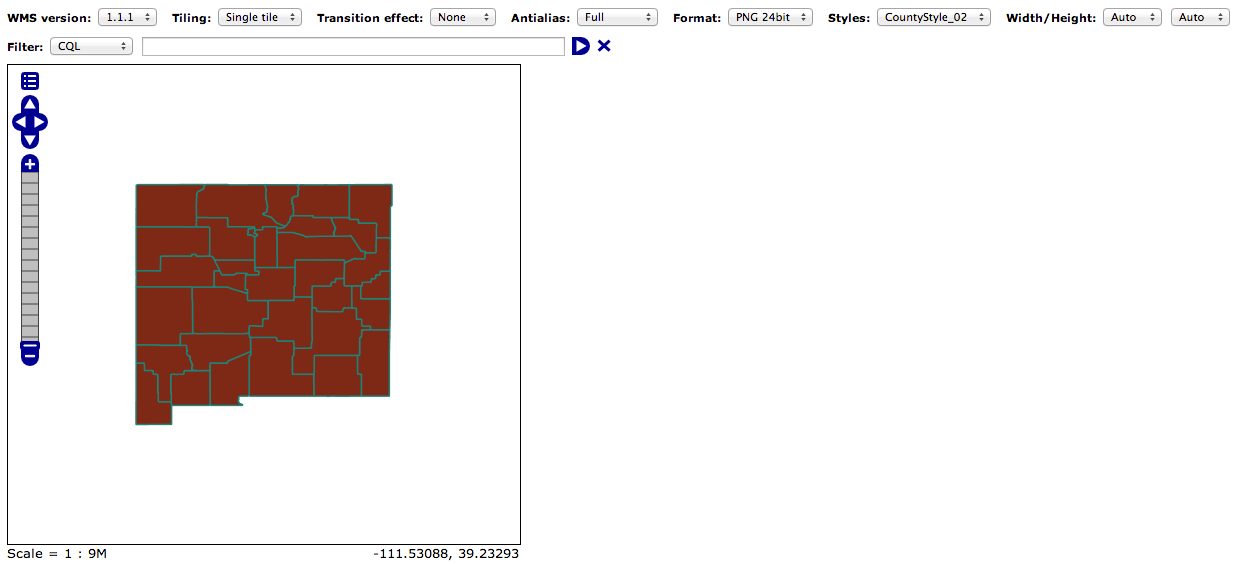 WMS version: 1.1.1 Tiling: Single tile Transition effect: None Antialias: Full Format: PNG 24bit Styles: CountyStyle_02 Width/Height: Auto Auto
Filter: CQL
Scale = 1 : 9M -111.53088, 39.23293